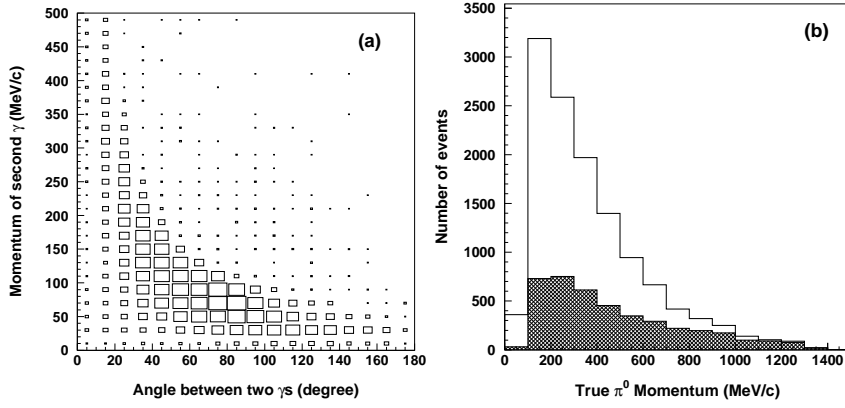 (a)
Momentum of second γ (MeV/c)
500
450
400
350
300
250
200
150
100
50
0
0 20 40 60 80 100 120 140 160 180
Angle between two γs (degree)
(b)
Number of events
3500
3000
2500
2000
1500
1000
500
0
0 200 400 600 800 1000 1200 1400
True π⁰ Momentum (MeV/c)